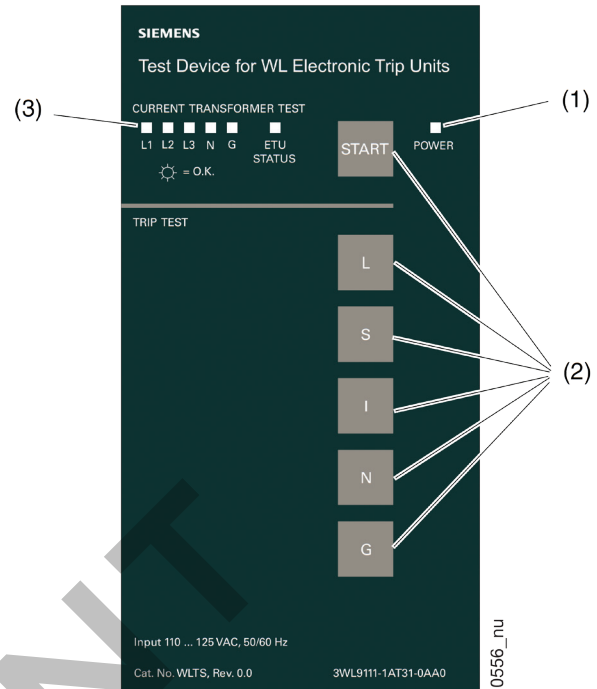 SIEMENS
Test Device for WL Electronic Trip Units
(3)
CURRENT TRANSFORMER TEST
(1)
L1 L2 L3 N G
ETU
STATUS
START
POWER
= O.K.
TRIP TEST
L
S
(2)
I
N
G
Input 110 ... 125 VAC, 50/60 Hz
Cat. No. WLTS, Rev. 0.0
3WL9111-1AT31-0AA0
0556_nu
NT